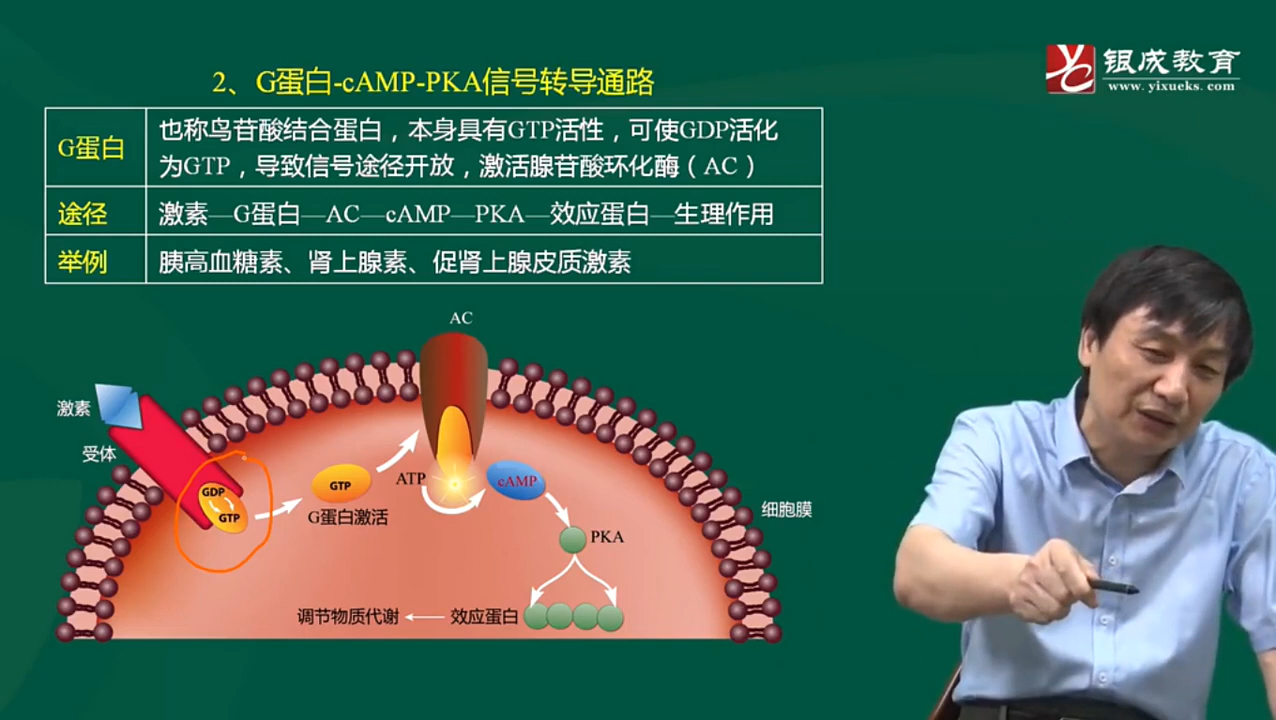 银成教育
www.yixueks.com
2、G蛋白-cAMP-PKA信号转导通路
G蛋白
也称鸟苷酸结合蛋白，本身具有GTP活性，可使GDP活化
为GTP，导致信号途径开放，激活腺苷酸环化酶（AC）
途径
激素—G蛋白—AC—cAMP—PKA—效应蛋白—生理作用
举例
胰高血糖素、肾上腺素、促肾上腺皮质激素
AC
激素
受体
GDP
GTP
GTP
G蛋白激活
ATP
cAMP
PKA
细胞膜
调节物质代谢
效应蛋白